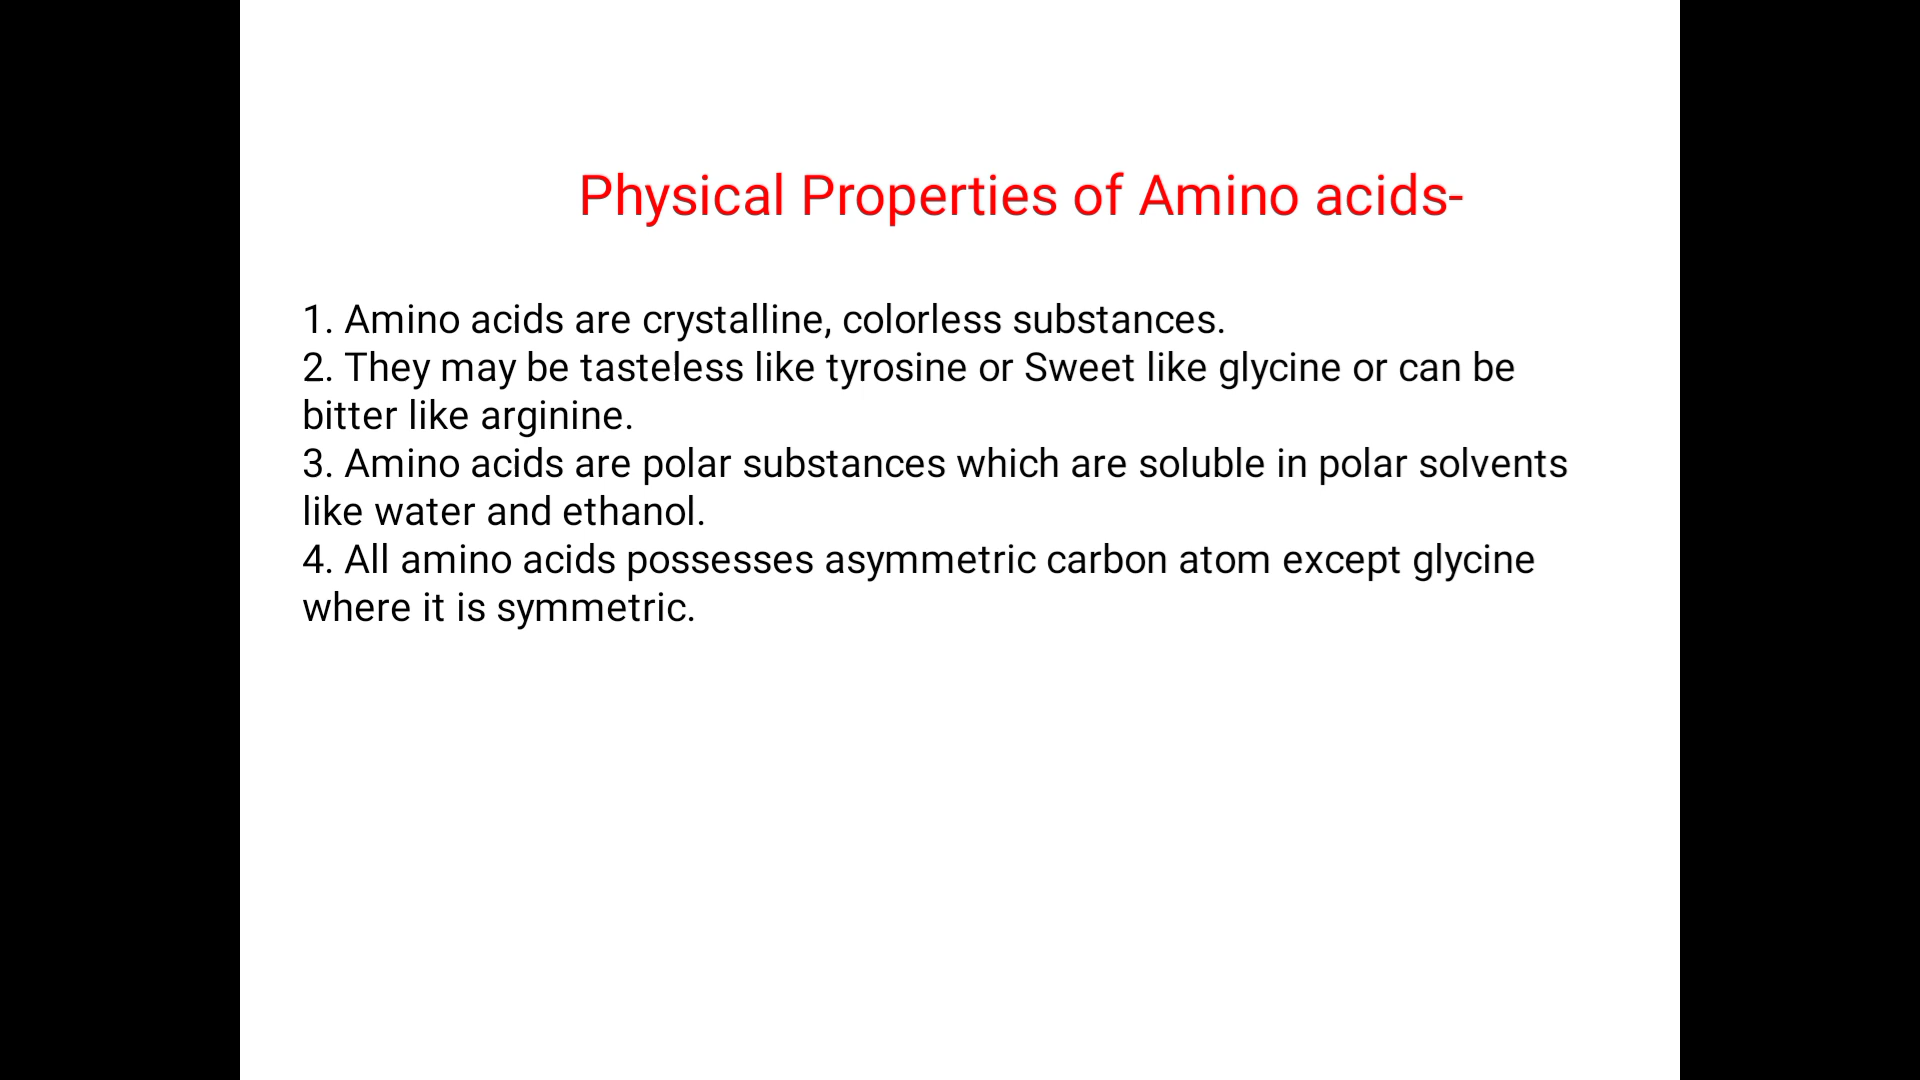 Physical Properties of Amino acids-
1. Amino acids are crystalline, colorless substances.
2. They may be tasteless like tyrosine or Sweet like glycine or can be
bitter like arginine.
3. Amino acids are polar substances which are soluble in polar solvents
like water and ethanol.
4. All amino acids possesses asymmetric carbon atom except glycine
where it is symmetric.